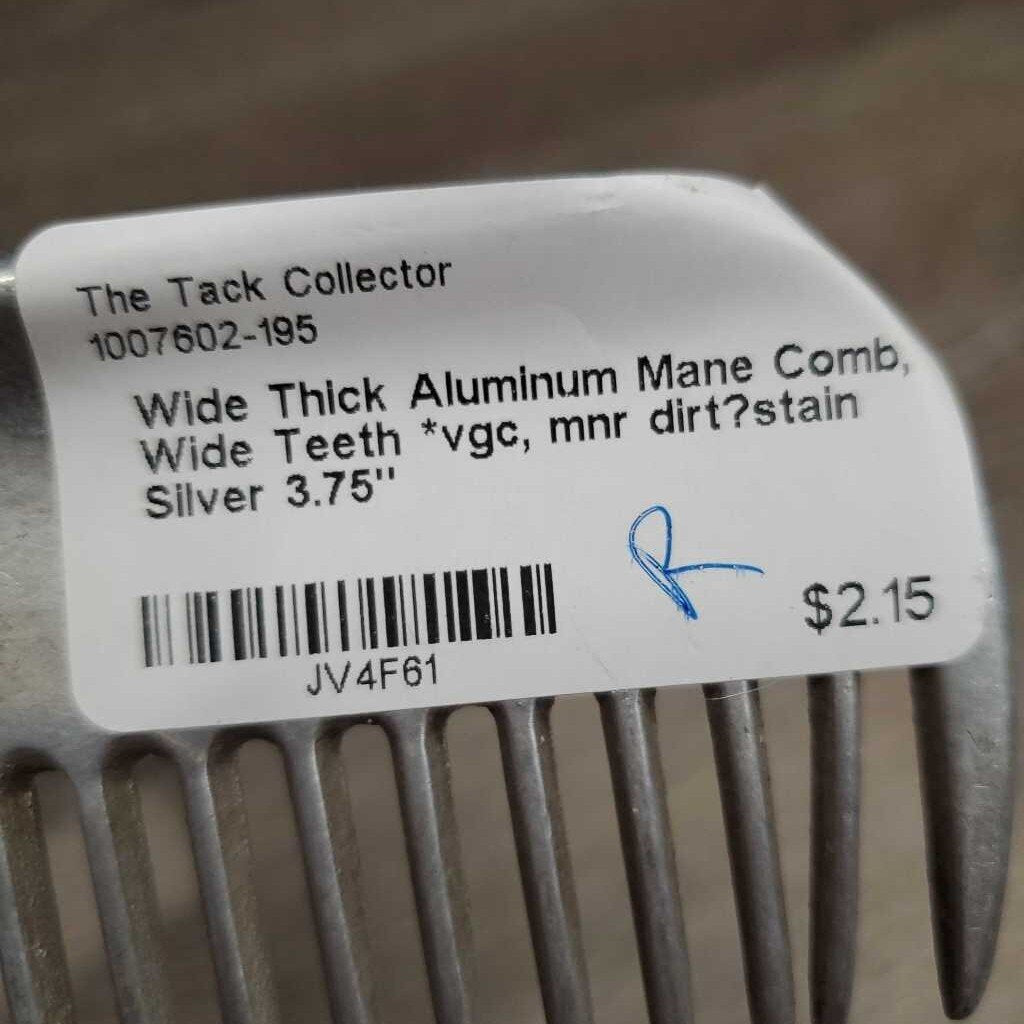 The Tack Collector
1007602-195
Wide Thick Aluminum Mane Comb,
Wide Teeth *vgc, mnr dirt?stain
Silver 3.75"
R
$2.15
JV4F61